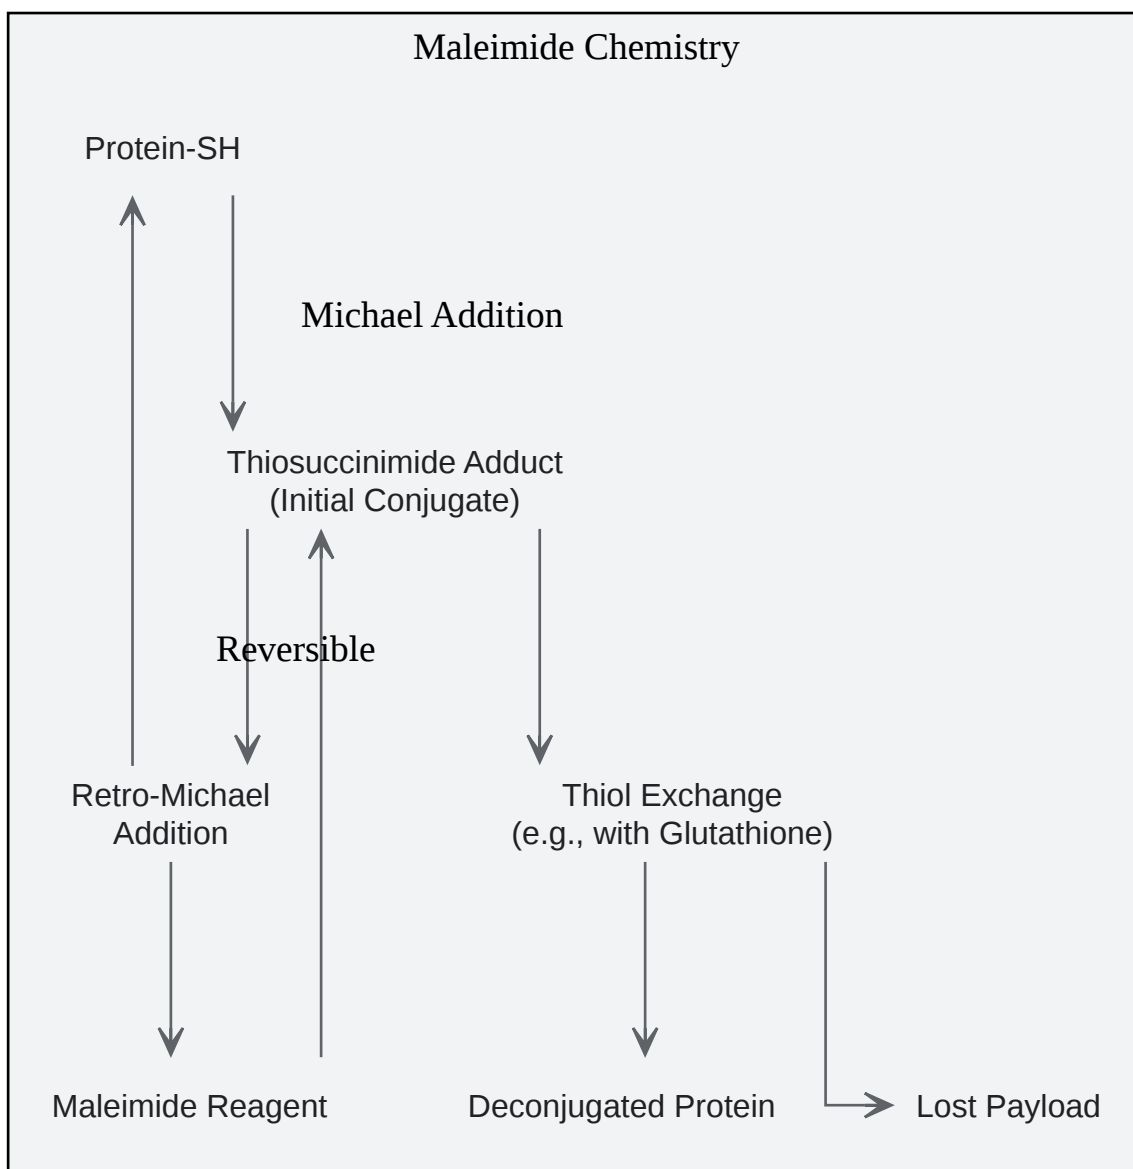 Maleimide Chemistry
Protein-SH
Michael Addition
Thiosuccinimide Adduct
(Initial Conjugate)
Reversible
Retro-Michael
Addition
Thiol Exchange
(e.g., with Glutathione)
Maleimide Reagent
Deconjugated Protein
Lost Payload